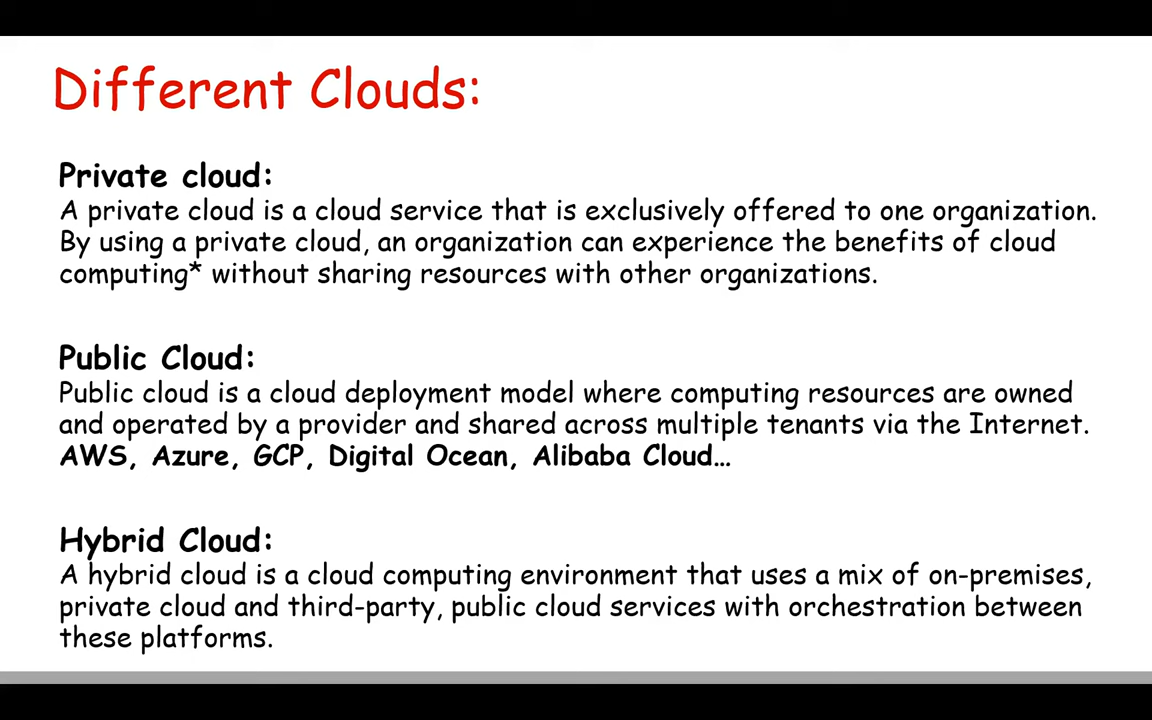 Different Clouds:
Private cloud:
A private cloud is a cloud service that is exclusively offered to one organization.
By using a private cloud, an organization can experience the benefits of cloud
computing* without sharing resources with other organizations.
Public Cloud:
Public cloud is a cloud deployment model where computing resources are owned
and operated by a provider and shared across multiple tenants via the Internet.
AWS, Azure, GCP, Digital Ocean, Alibaba Cloud…
Hybrid Cloud:
A hybrid cloud is a cloud computing environment that uses a mix of on-premises,
private cloud and third-party, public cloud services with orchestration between
these platforms.